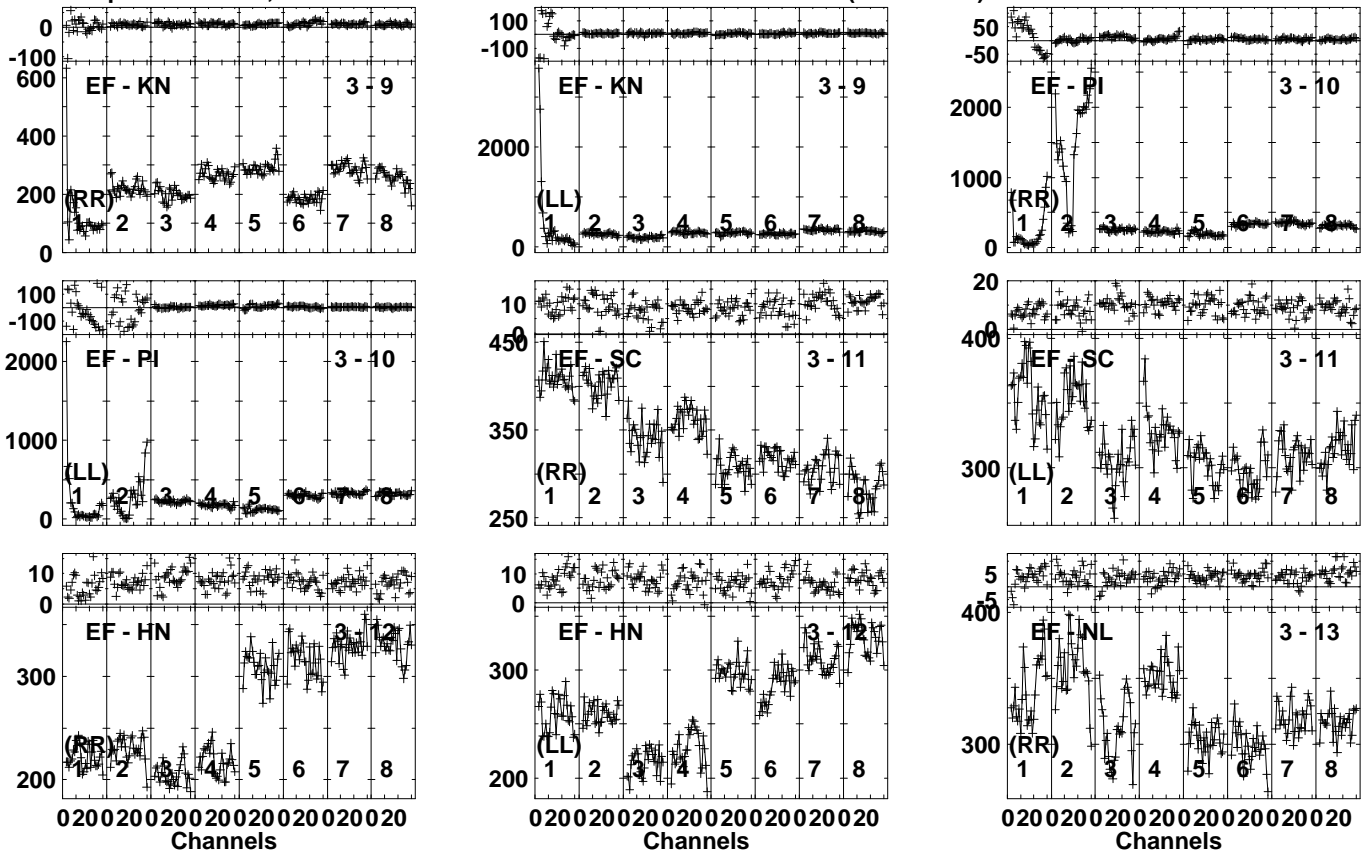 0 100 50
-100 -100 -50
600 EF - KN 3 - 9
400
200 (RR)
0 1 2 3 4 5 6 7 8
EF - KN 3 - 9
2000
(LL)
0 1 2 3 4 5 6 7 8
EF - PI 3 - 10
2000
1000 (RR)
0 1 2 3 4 5 6 7 8
100 10 20
-100 0 0
2000 EF - PI 3 - 10
1000
(LL)
0 1 2 3 4 5 6 7 8
450 EF - SC 3 - 11
350
(RR)
250 1 2 3 4 5 6 7 8
400 EF - SC 3 - 11
300
(LL)
1 2 3 4 5 6 7 8
10 10 5
0 0 -5
EF - HN 3 - 12
300
(RR)
200 1 2 3 4 5 6 7 8
EF - HN 3 - 12
300
(LL)
200 1 2 3 4 5 6 7 8
400 EF - NL 3 - 13
300
(RR)
1 2 3 4 5 6 7 8
0 20 0 20 0 20 0 20 0 20 0 20 0 20 0 20
Channels
0 20 0 20 0 20 0 20 0 20 0 20 0 20 0 20
Channels
0 20 0 20 0 20 0 20 0 20 0 20 0 20 0 20
Channels